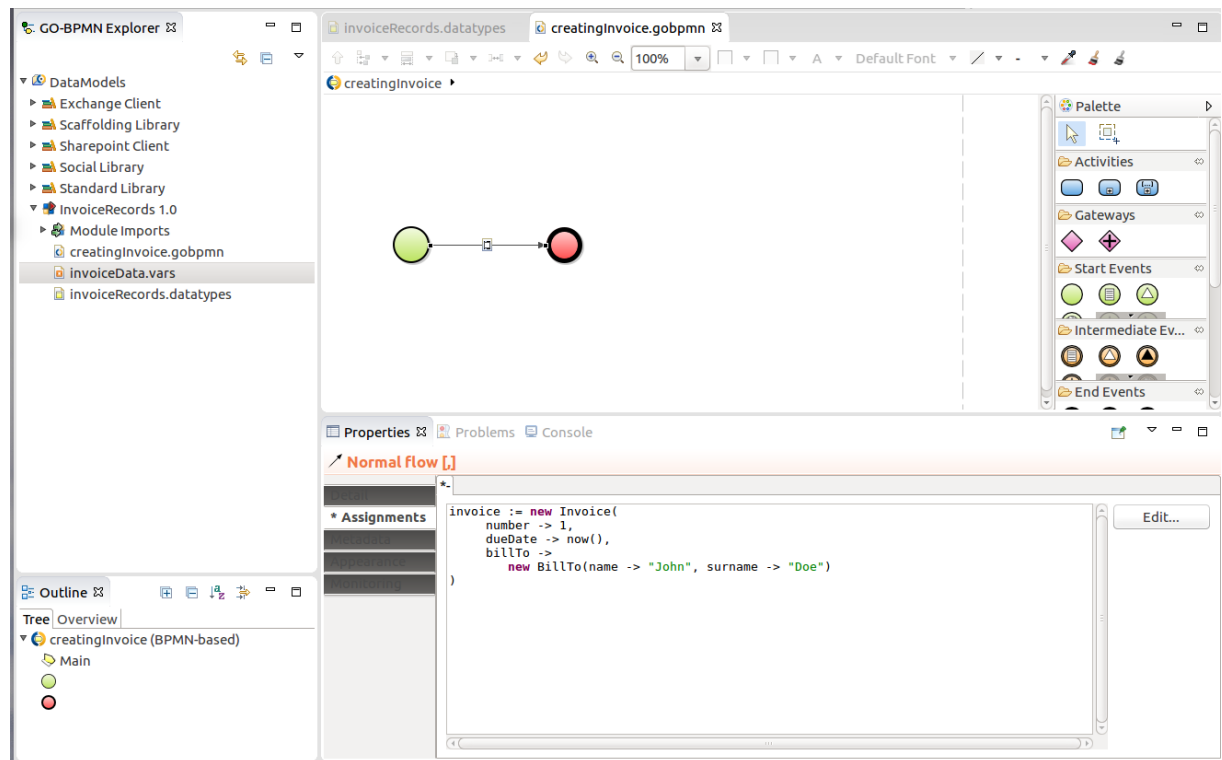 GO-BPMN Explorer
DataModels
Exchange Client
Scaffolding Library
Sharepoint Client
Social Library
Standard Library
InvoiceRecords 1.0
Module Imports
creatingInvoice.gobpmn
invoiceData.vars
invoiceRecords.datatypes
Outline
Tree Overview
creatingInvoice (BPMN-based)
Main
invoiceRecords.datatypes creatingInvoice.gobpmn
100% A Default Font
creatingInvoice
Palette
Activities
Gateways
Start Events
Intermediate Ev...
End Events
Properties Problems Console
Normal flow [,]
*-
Detail
* Assignments
Metadata
Appearance
Monitoring
invoice := new Invoice(
number -> 1,
dueDate -> now(),
billTo ->
new BillTo(name -> "John", surname -> "Doe")
)
Edit...